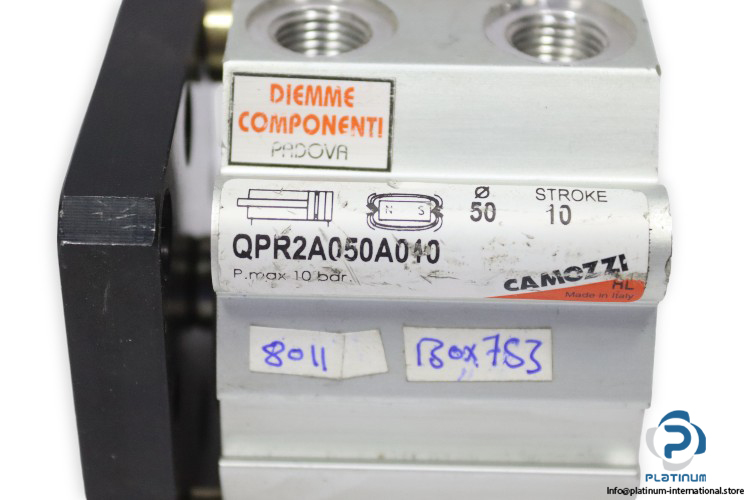 DIEMME
COMPONENTI
PADOVA
N S
Ø
50
STROKE
10
QPR2A050A010
P.max 10 bar.
CAMOZZI
HL
Made in Italy
8011
Box 783
PLATINUM
info@platinum-international.store